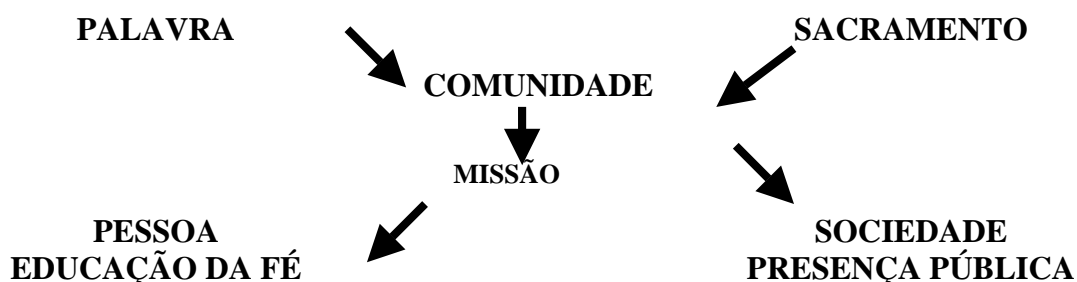 PALAVRA
SACRAMENTO
COMUNIDADE
MISSÃO
PESSOA
EDUCAÇÃO DA FÉ
SOCIEDADE
PRESENÇA PÚBLICA